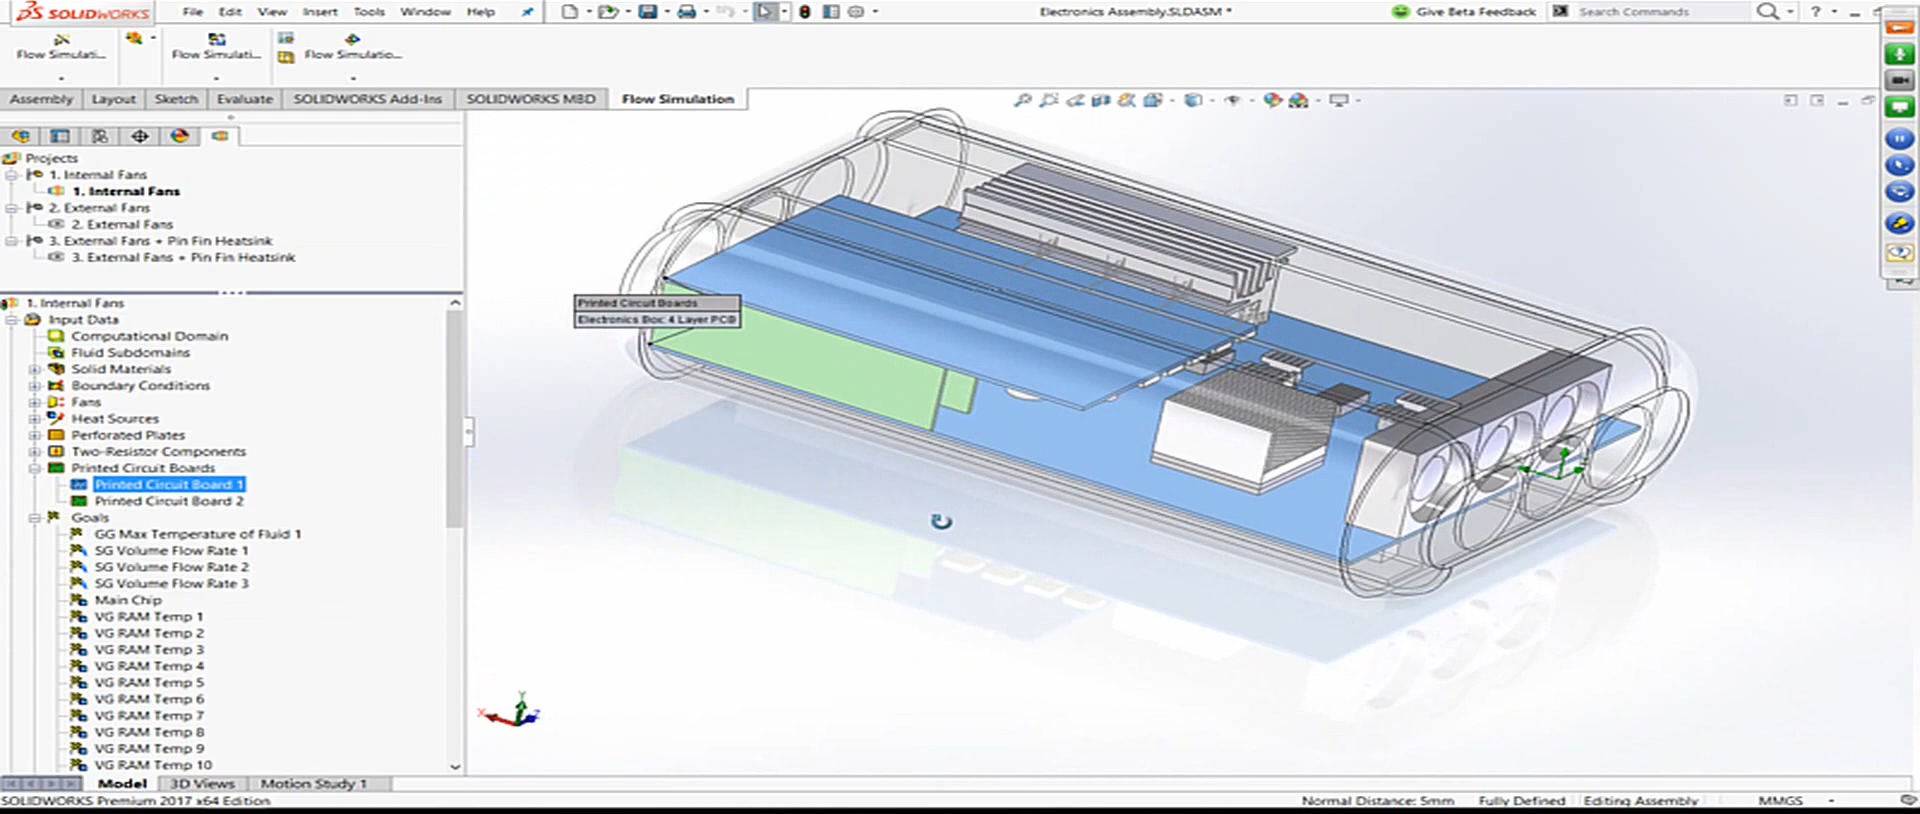 SOLIDWORKS File Edit View Insert Tools Window Help Electronics Assembly.SLDASM * Give Beta Feedback Search Commands ?
Flow Simulati... Flow Simulati... Flow Simulatio...
Assembly Layout Sketch Evaluate SOLIDWORKS Add-Ins SOLIDWORKS MBD Flow Simulation
Projects
1. Internal Fans
1. Internal Fans
2. External Fans
2. External Fans
3. External Fans + Pin Fin Heatsink
3. External Fans + Pin Fin Heatsink
1. Internal Fans
Input Data
Computational Domain
Fluid Subdomains
Solid Materials
Boundary Conditions
Fans
Heat Sources
Perforated Plates
Two-Resistor Components
Printed Circuit Boards
Printed Circuit Board 1
Printed Circuit Board 2
Goals
GG Max Temperature of Fluid 1
SG Volume Flow Rate 1
SG Volume Flow Rate 2
SG Volume Flow Rate 3
Main Chip
VG RAM Temp 1
VG RAM Temp 2
VG RAM Temp 3
VG RAM Temp 4
VG RAM Temp 5
VG RAM Temp 6
VG RAM Temp 7
VG RAM Temp 8
VG RAM Temp 9
VG RAM Temp 10
Printed Circuit Boards
Electronics Box: 4 Layer PCB
X Y Z
Model 3D Views Motion Study 1
SOLIDWORKS Premium 2017 x64 Edition Normal Distance: 5mm Fully Defined Editing Assembly MMGS